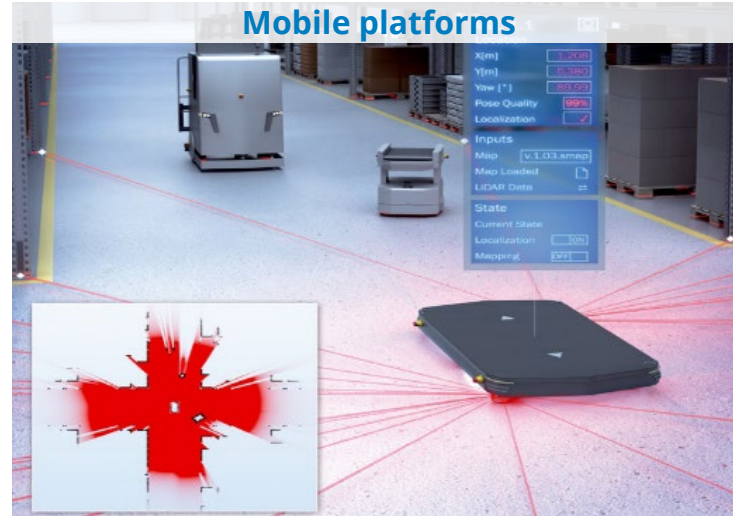 Mobile platforms
X[m] 1,208
Y[m] 5,380
Yaw [°] 89,99
Pose Quality 99%
Localization
Inputs
Map v.1.03.smap
Map Loaded
LiDAR Data
State
Current State
Localization
Mapping OFF